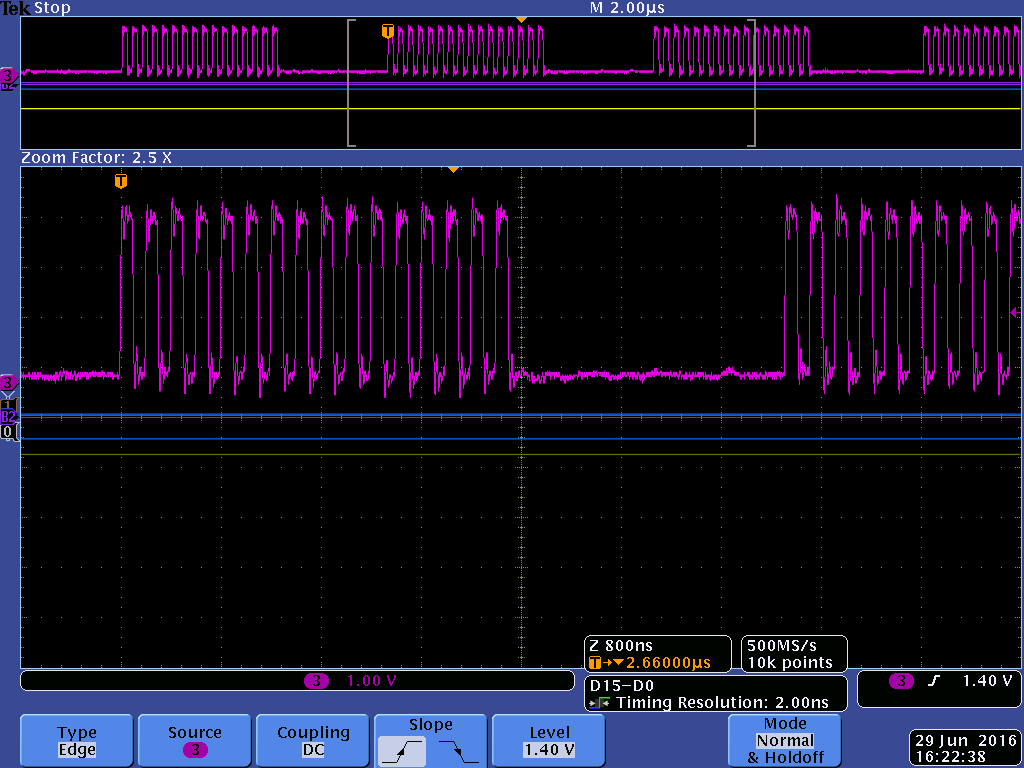 Tek Stop M 2.00µs
T
3
B2
Zoom Factor: 2.5 X
T
3
1
B2
0
Z 800ns
T→▼2.66000µs
500MS/s
10k points
3 1.00 V
D15-D0
Timing Resolution: 2.00ns
3 1.40 V
Type
Edge
Source
3
Coupling
DC
Slope
Level
1.40 V
Mode
Normal
& Holdoff
29 Jun 2016
16:22:38